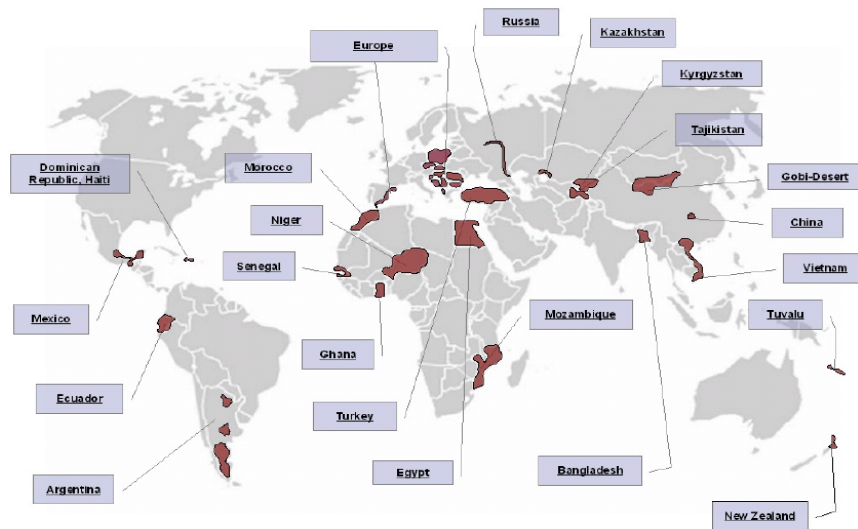 Russia
Kazakhstan
Europe
Kyrgyzstan
Tajikistan
Dominican
Republic, Haiti
Morocco
Gobi-Desert
Niger
China
Senegal
Vietnam
Mexico
Mozambique
Tuvalu
Ghana
Ecuador
Turkey
Egypt
Bangladesh
Argentina
New Zealand